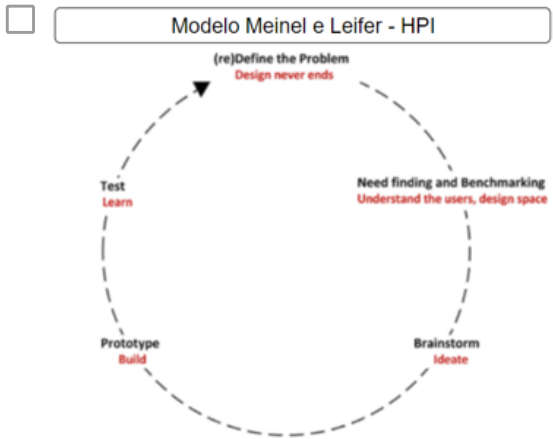 Modelo Meinel e Leifer - HPI
(re)Define the Problem
Design never ends
Need finding and Benchmarking
Understand the users, design space
Brainstorm
Ideate
Prototype
Build
Test
Learn